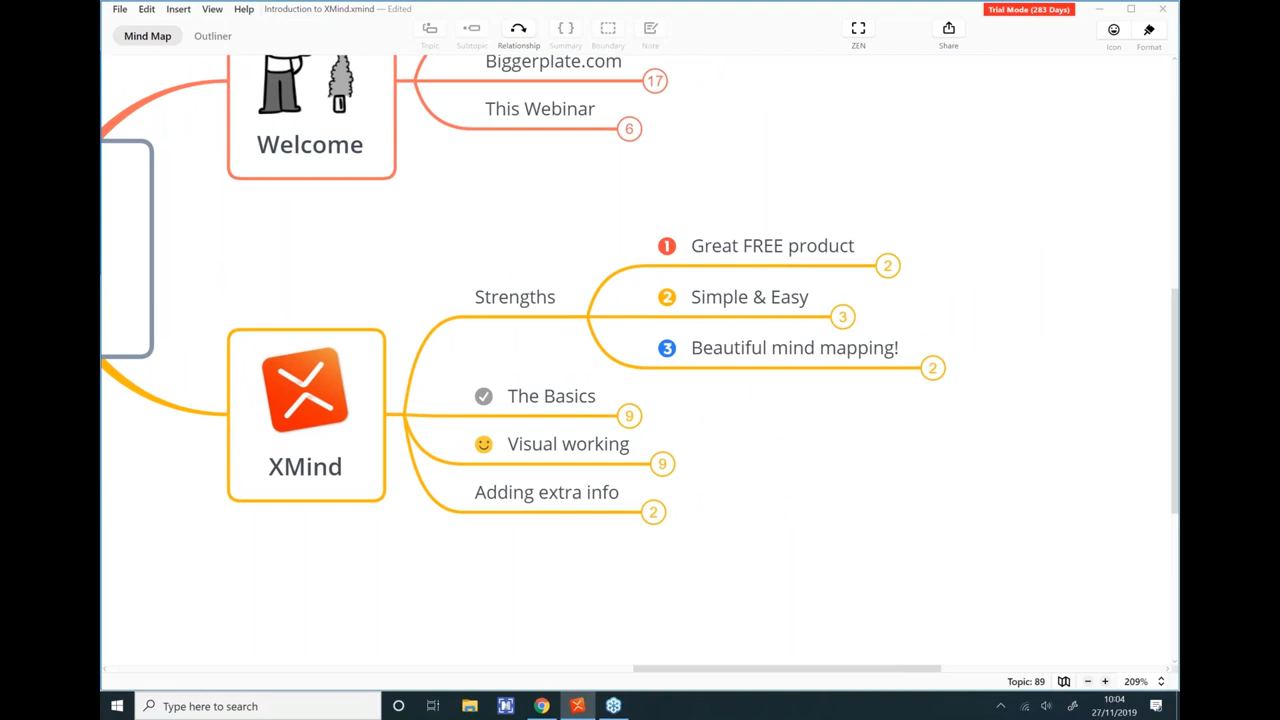 File Edit Insert View Help Introduction to XMind.xmind — Edited Trial Mode (283 Days)
Mind Map Outliner
Topic Subtopic Relationship Summary Boundary Note ZEN Share Icon Format
Biggerplate.com 17
This Webinar 6
Welcome
1 Great FREE product 2
Strengths 2 Simple & Easy 3
3 Beautiful mind mapping! 2
The Basics 9
Visual working 9
XMind
Adding extra info 2
Topic: 89 209%
Type here to search
10:04
27/11/2019